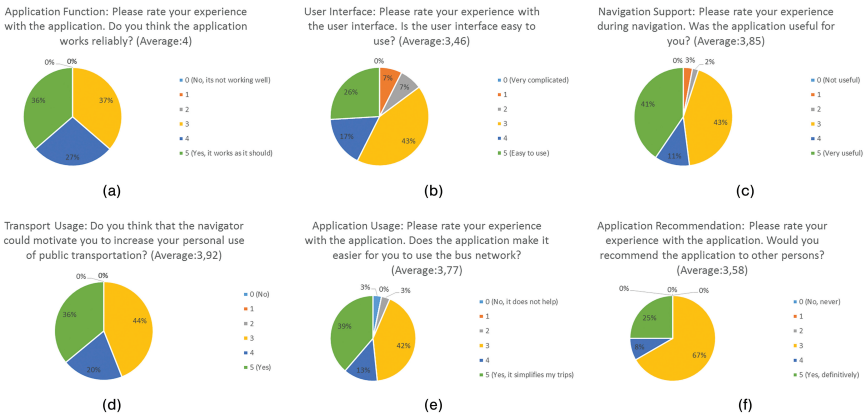 Application Function: Please rate your experience
with the application. Do you think the application
works reliably? (Average:4)
0% 0%
37%
27%
36%
0 (No, its not working well)
1
2
3
4
5 (Yes, it works as it should)
(a)
User Interface: Please rate your experience with
the user interface. Is the user interface easy to
use? (Average:3,46)
0%
7%
7%
43%
17%
26%
0 (Very complicated)
1
2
3
4
5 (Easy to use)
(b)
Navigation Support: Please rate your experience
during navigation. Was the application useful for
you? (Average:3,85)
0% 3% 2%
43%
11%
41%
0 (Not useful)
1
2
3
4
5 (Very useful)
(c)
Transport Usage: Do you think that the navigator
could motivate you to increase your personal use
of public transportation? (Average:3,92)
0% 0%
44%
20%
36%
0 (No)
1
2
3
4
5 (Yes)
(d)
Application Usage: Please rate your experience
with the application. Does the application make it
easier for you to use the bus network?
(Average:3,77)
3% 0% 3%
42%
13%
39%
0 (No, it does not help)
1
2
3
4
5 (Yes, it simplifies my trips)
(e)
Application Recommendation: Please rate your
experience with the application. Would you
recommend the application to other persons?
(Average:3,58)
0% 0% 0%
67%
8%
25%
0 (No, never)
1
2
3
4
5 (Yes, definitively)
(f)